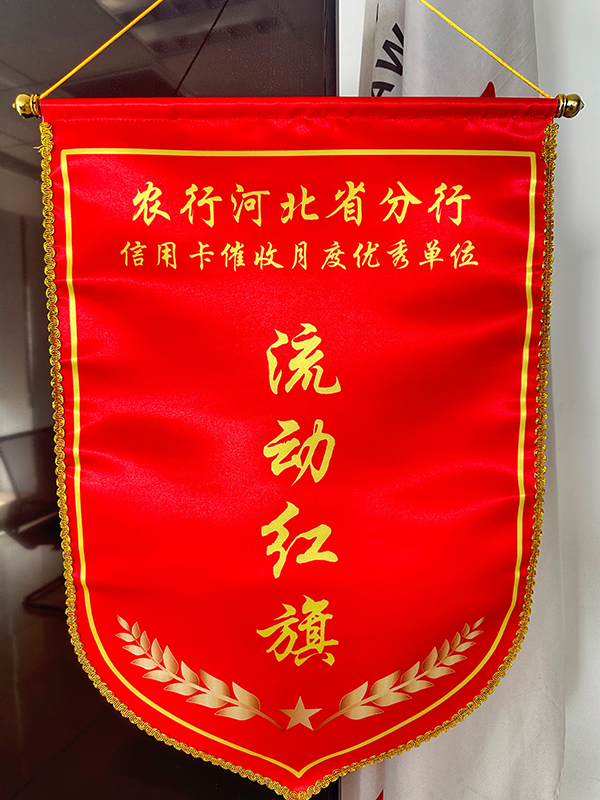 农行河北省分行
信用卡催收月度优秀单位
流动红旗
WA